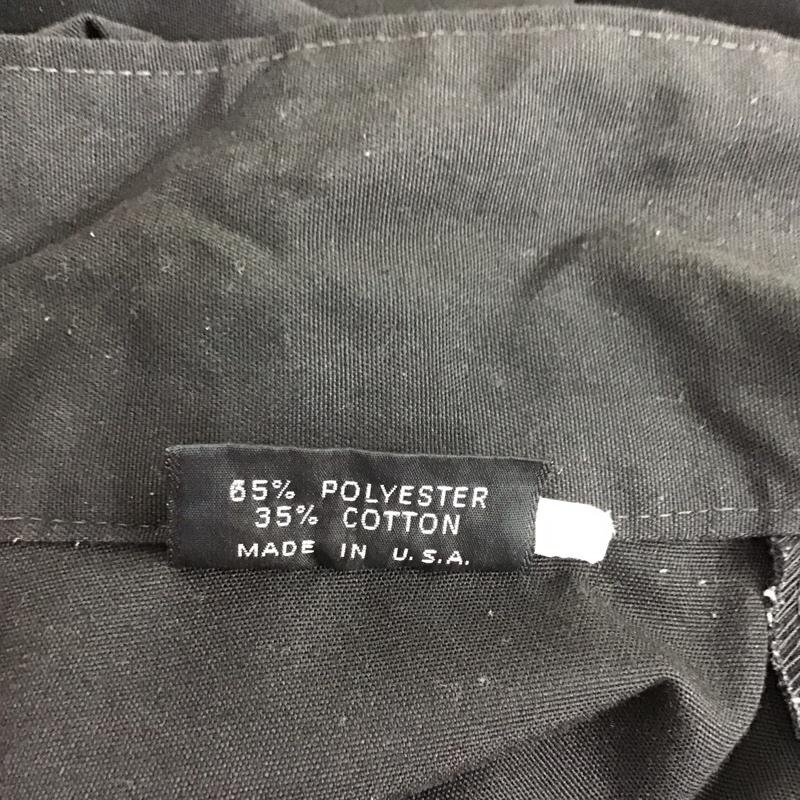 65% POLYESTER
35% COTTON
MADE IN U.S.A.